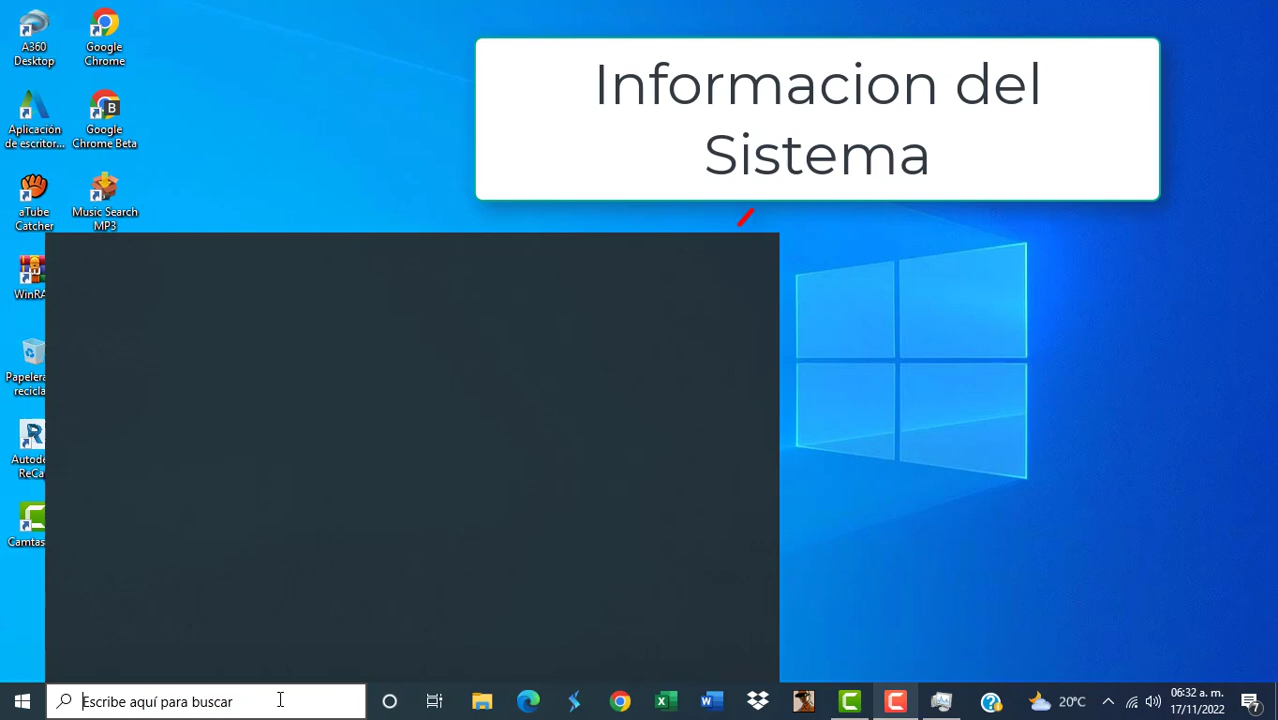 A360
Desktop
Google
Chrome
Informacion del
Sistema
Aplicación
de escritor...
B
Google
Chrome Beta
aTube
Catcher
Music Search
MP3
WinRA
Papelera
recicla
R
Autode
ReCa
Camtas
Escribe aquí para buscar
20°C
06:32 a. m.
17/11/2022
7